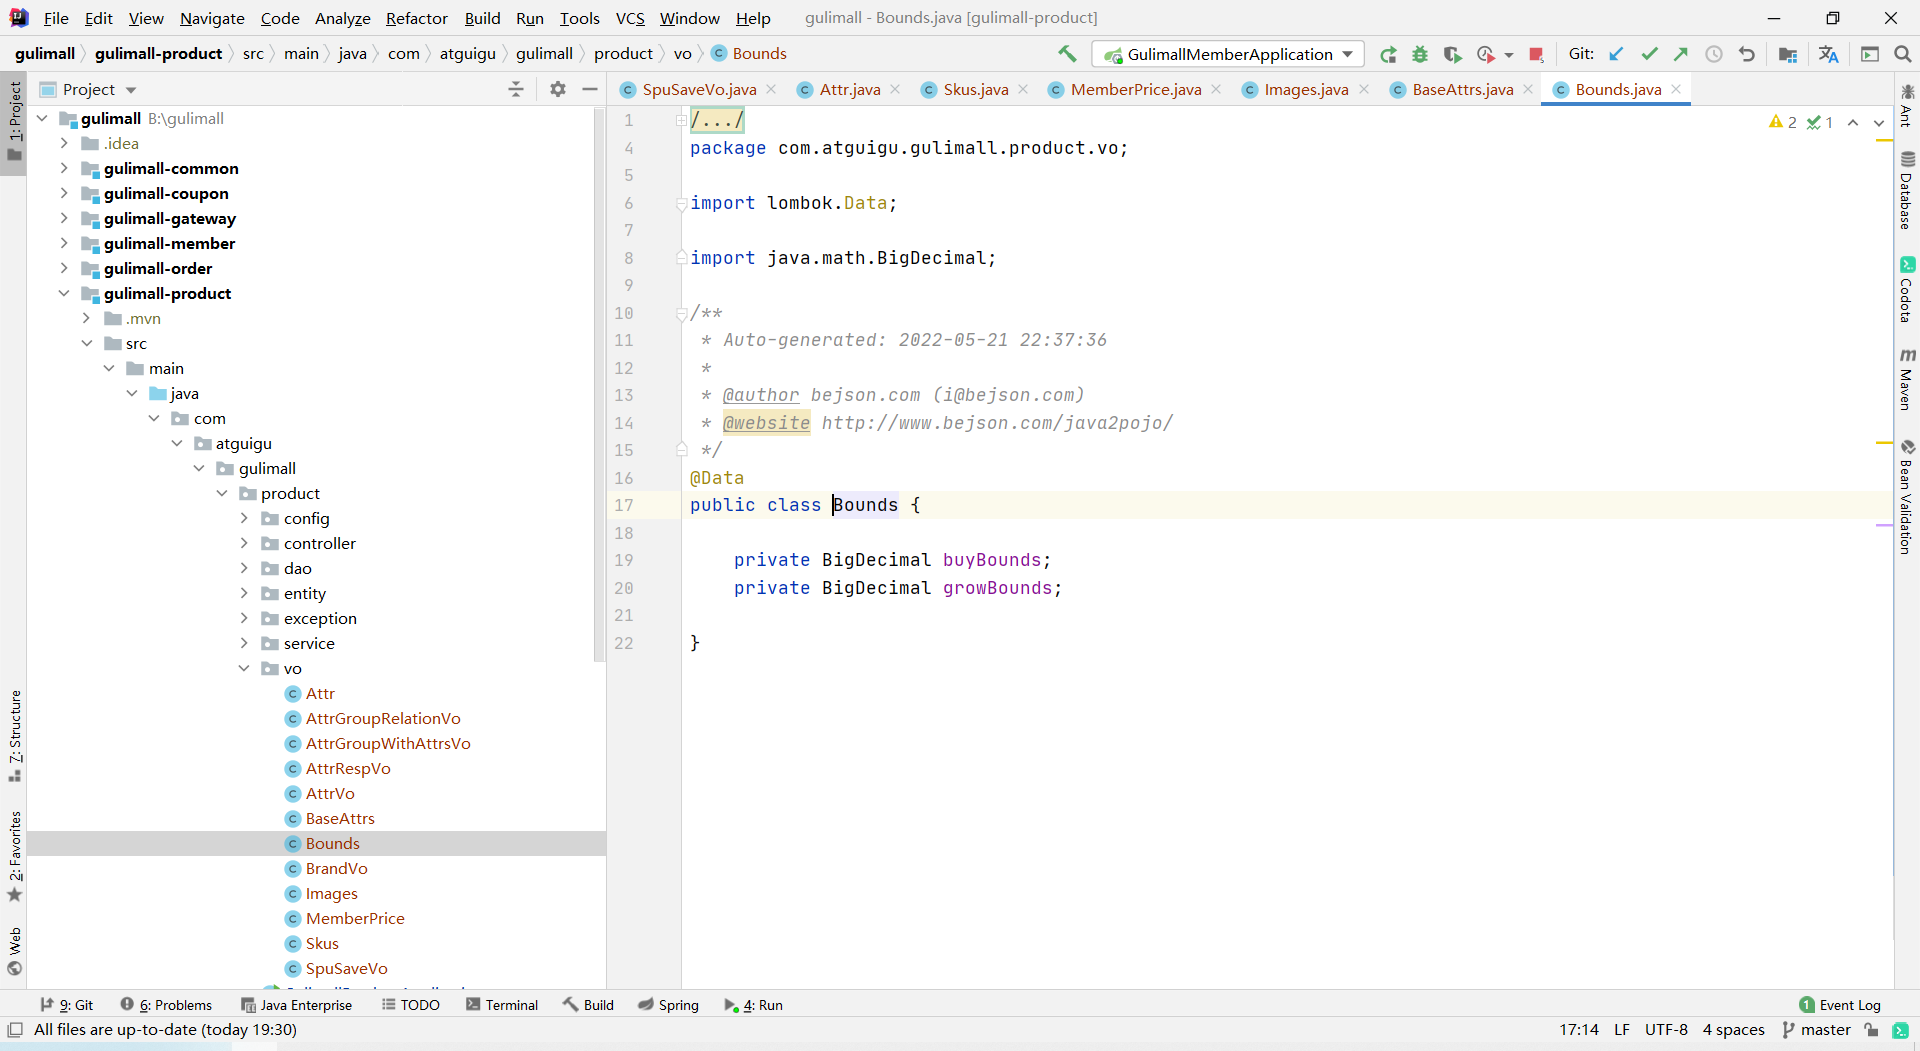 File Edit View Navigate Code Analyze Refactor Build Run Tools VCS Window Help gulimall - Bounds.java [gulimall-product]
gulimall gulimall-product src main java com atguigu gulimall product vo Bounds GulimallMemberApplication Git:
Project
SpuSaveVo.java Attr.java Skus.java MemberPrice.java Images.java BaseAttrs.java Bounds.java
1: Project
7: Structure
2: Favorites
Web
gulimall B:\gulimall
.idea
gulimall-common
gulimall-coupon
gulimall-gateway
gulimall-member
gulimall-order
gulimall-product
.mvn
src
main
java
com
atguigu
gulimall
product
config
controller
dao
entity
exception
service
vo
Attr
AttrGroupRelationVo
AttrGroupWithAttrsVo
AttrRespVo
AttrVo
BaseAttrs
Bounds
BrandVo
Images
MemberPrice
Skus
SpuSaveVo
1 /.../
4 package com.atguigu.gulimall.product.vo;
5
6 import lombok.Data;
7
8 import java.math.BigDecimal;
9
10 /**
11 * Auto-generated: 2022-05-21 22:37:36
12 *
13 * @author bejson.com (i@bejson.com)
14 * @website http://www.bejson.com/java2pojo/
15 */
16 @Data
17 public class Bounds {
18
19 private BigDecimal buyBounds;
20 private BigDecimal growBounds;
21
22 }
2 1
Ant
Database
Codota
Maven
Bean Validation
9: Git 6: Problems Java Enterprise TODO Terminal Build Spring 4: Run 1 Event Log
All files are up-to-date (today 19:30) 17:14 LF UTF-8 4 spaces master